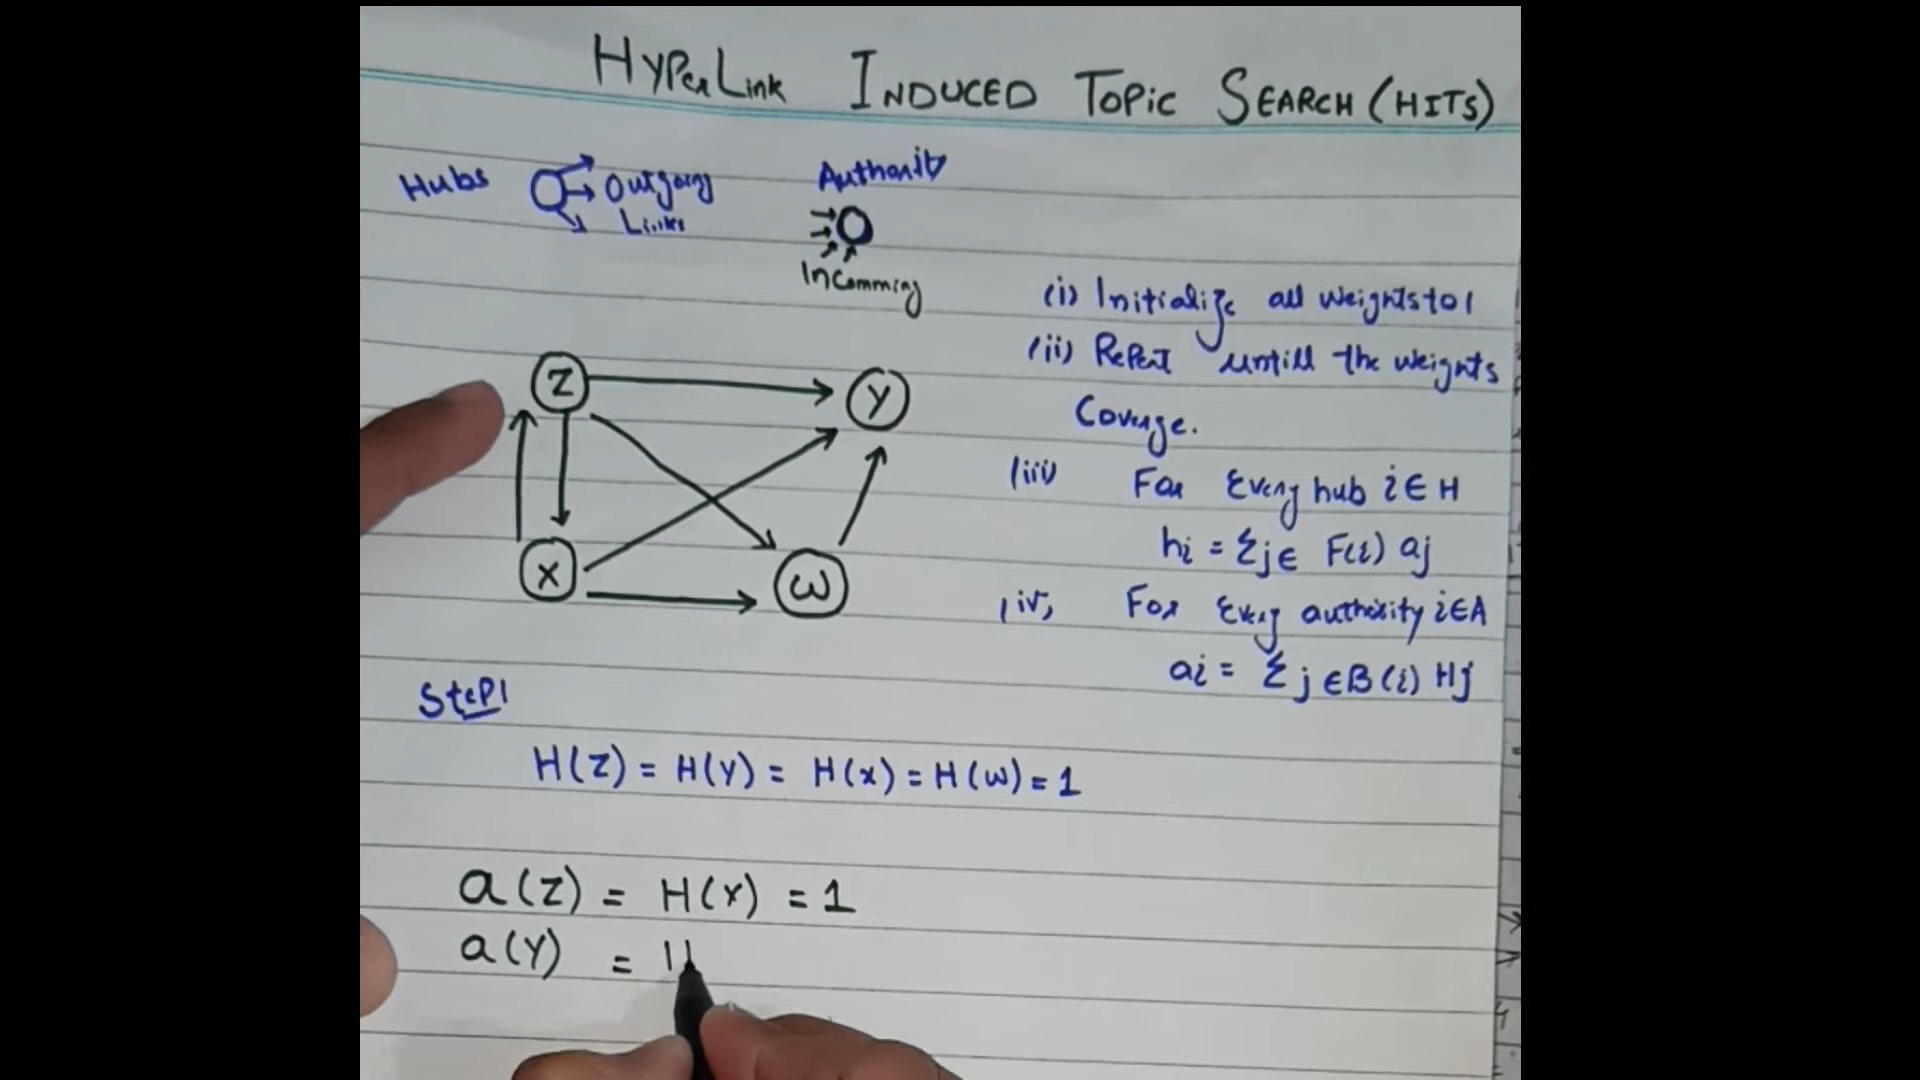 HyperLink INDUCED TOPIC SEARCH (HITS)
Hubs
Outgoing
Links
Authority
Incomming
(i) Initialize all weights to 1
(ii) Repeat untill the weights
Coverge.
(iii) For Every hub i ∈ H
hi = Σj∈ F(i) aj
(iv) For Every authority i∈A
ai = Σ j ∈B(i) Hj
Z
Y
X
W
Step1
H(Z) = H(Y) = H(x) = H(w) = 1
a(Z) = H(X) = 1
a(Y) = H